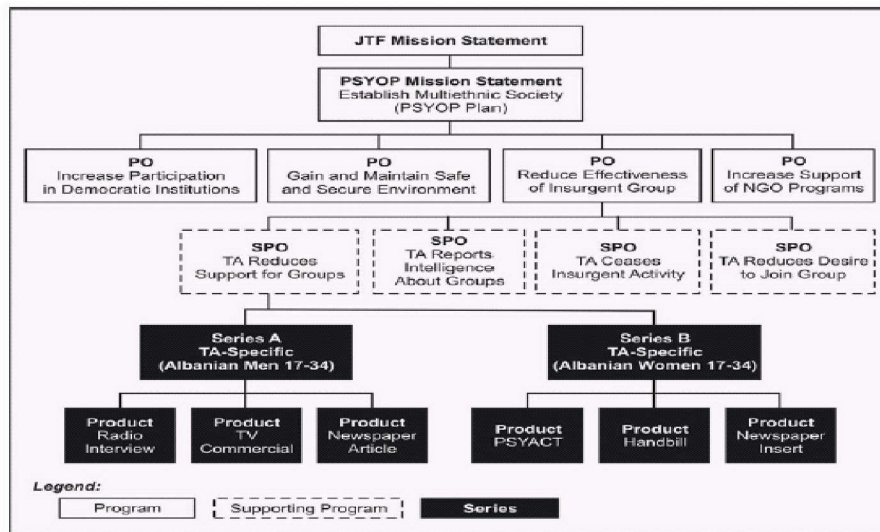 JTF Mission Statement
PSYOP Mission Statement
Establish Multiethnic Society
(PSYOP Plan)
PO
Increase Participation
in Democratic Institutions
PO
Gain and Maintain Safe
and Secure Environment
PO
Reduce Effectiveness
of Insurgent Group
PO
Increase Support
of NGO Programs
SPO
TA Reduces
Support for Groups
SPO
TA Reports
Intelligence
About Groups
SPO
TA Ceases
Insurgent Activity
SPO
TA Reduces Desire
to Join Group
Series A
TA-Specific
(Albanian Men 17-34)
Series B
TA-Specific
(Albanian Women 17-34)
Product
Radio
Interview
Product
TV
Commercial
Product
Newspaper
Article
Product
PSYACT
Product
Handbill
Product
Newspaper
Insert
Legend:
Program
Supporting Program
Series